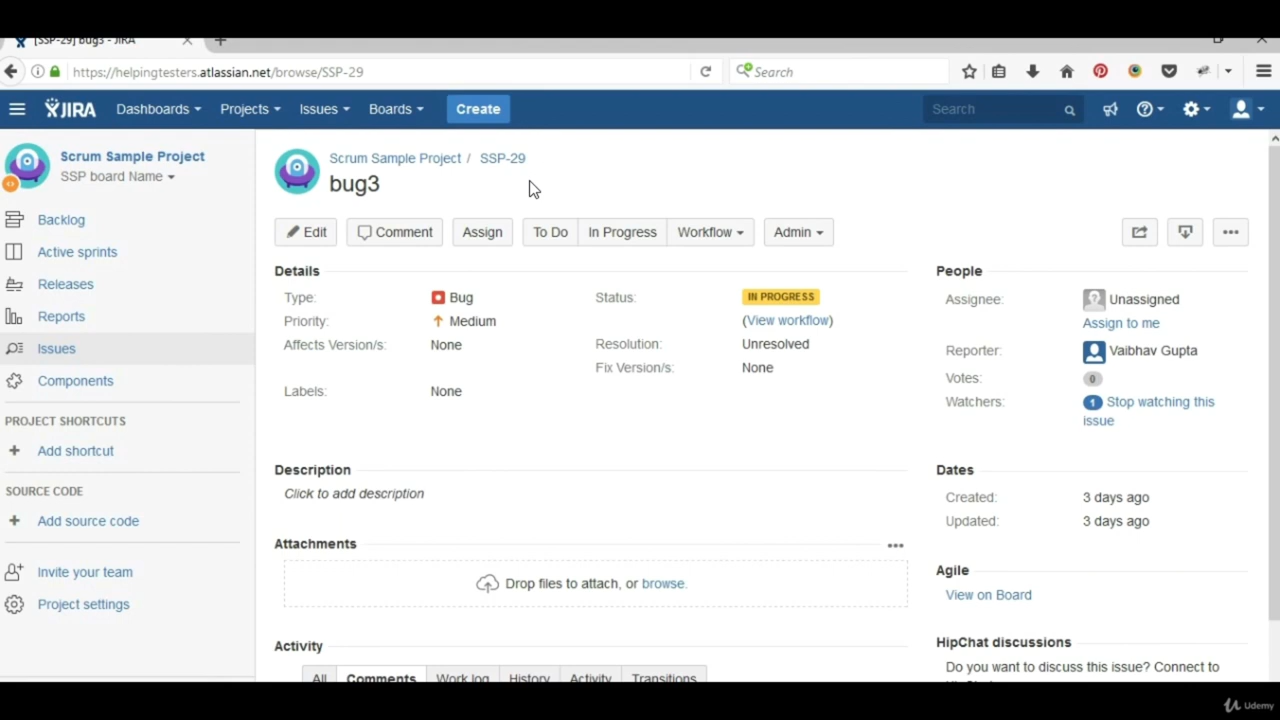 [SSP-29] bug3 - JIRA
https://helpingtesters.atlassian.net/browse/SSP-29
Search
JIRA Dashboards Projects Issues Boards Create Search
Scrum Sample Project
SSP board Name
Backlog
Active sprints
Releases
Reports
Issues
Components
PROJECT SHORTCUTS
Add shortcut
SOURCE CODE
Add source code
Invite your team
Project settings
Scrum Sample Project / SSP-29
bug3
Edit Comment Assign To Do In Progress Workflow Admin
Details
Type: Bug
Priority: Medium
Affects Version/s: None
Labels: None
Status: IN PROGRESS
(View workflow)
Resolution: Unresolved
Fix Version/s: None
Description
Click to add description
Attachments
Drop files to attach, or browse.
Activity
All Comments Work log History Activity Transitions
People
Assignee: Unassigned
Assign to me
Reporter: Vaibhav Gupta
Votes: 0
Watchers: 1 Stop watching this
issue
Dates
Created: 3 days ago
Updated: 3 days ago
Agile
View on Board
HipChat discussions
Do you want to discuss this issue? Connect to
Udemy